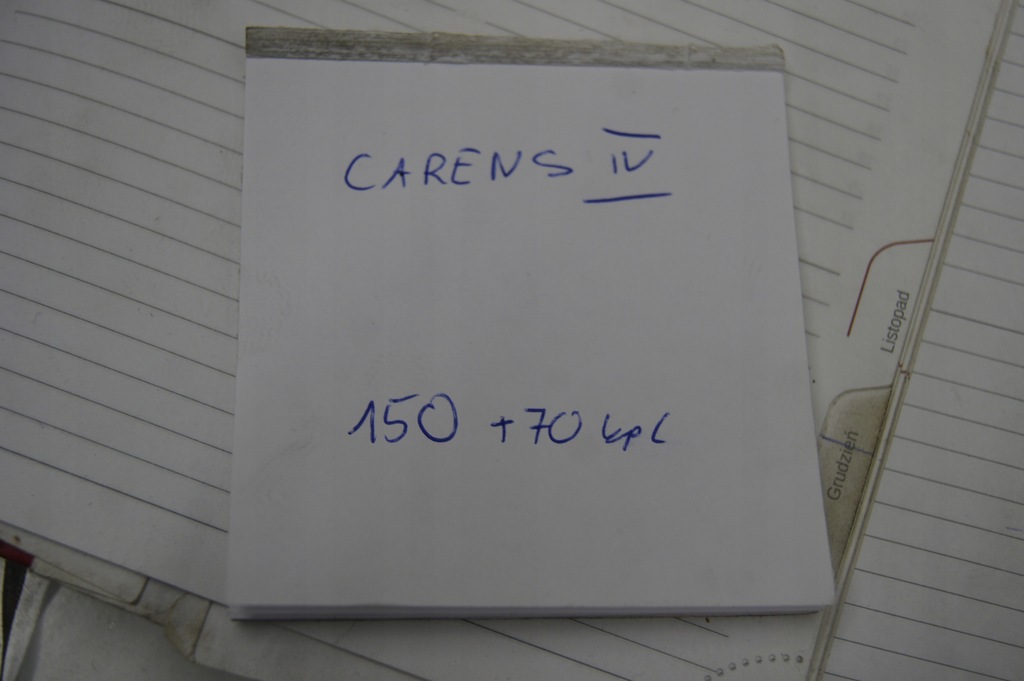 CARENS IV
150 + 70 kpl
Listopad
Grudzień